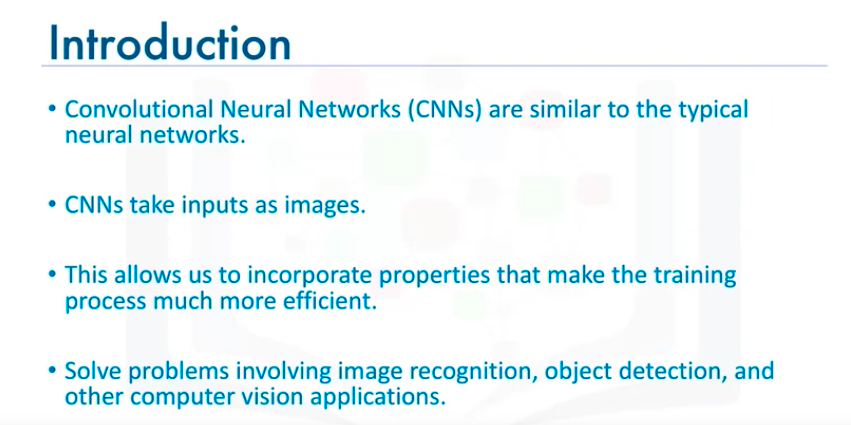 Introduction
• Convolutional Neural Networks (CNNs) are similar to the typical
neural networks.
• CNNs take inputs as images.
• This allows us to incorporate properties that make the training
process much more efficient.
• Solve problems involving image recognition, object detection, and
other computer vision applications.